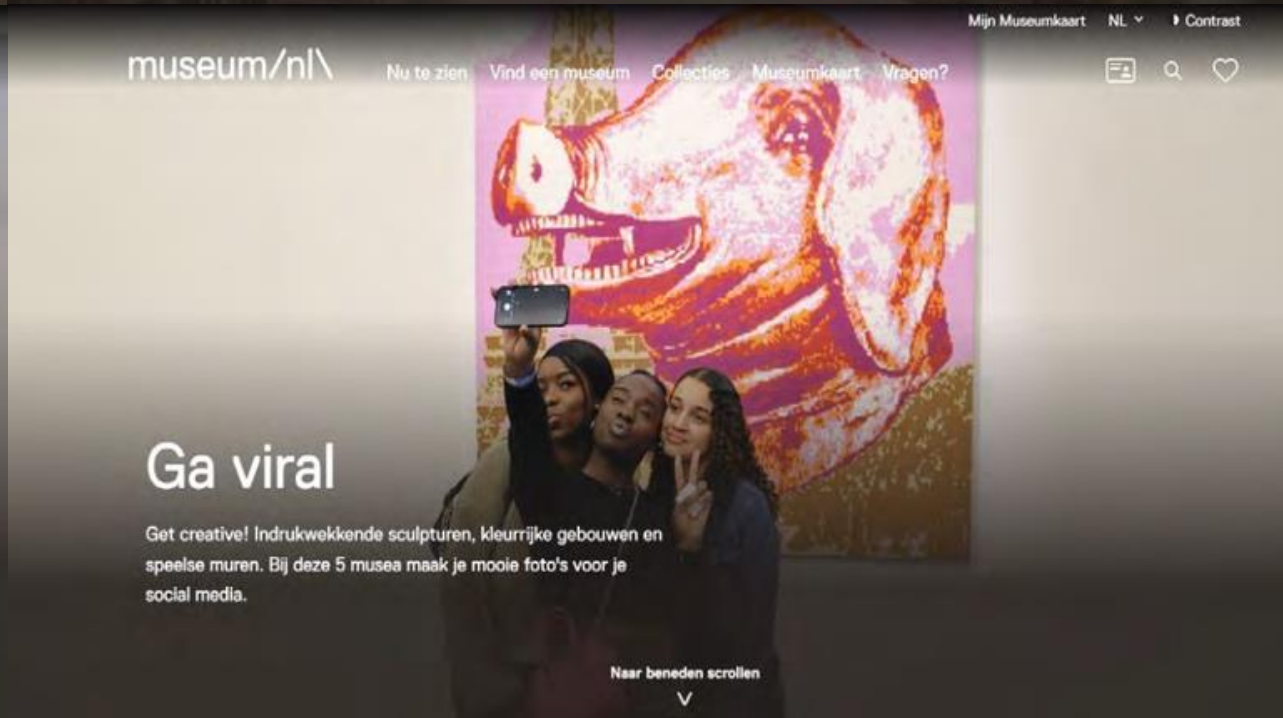 Mijn Museumkaart NL Contrast
museum/nl\
Nu te zien Vind een museum Collecties Museumkaart Vragen?
Ga viral
Get creative! Indrukwekkende sculpturen, kleurrijke gebouwen en
speelse muren. Bij deze 5 musea maak je mooie foto's voor je
social media.
Naar beneden scrollen